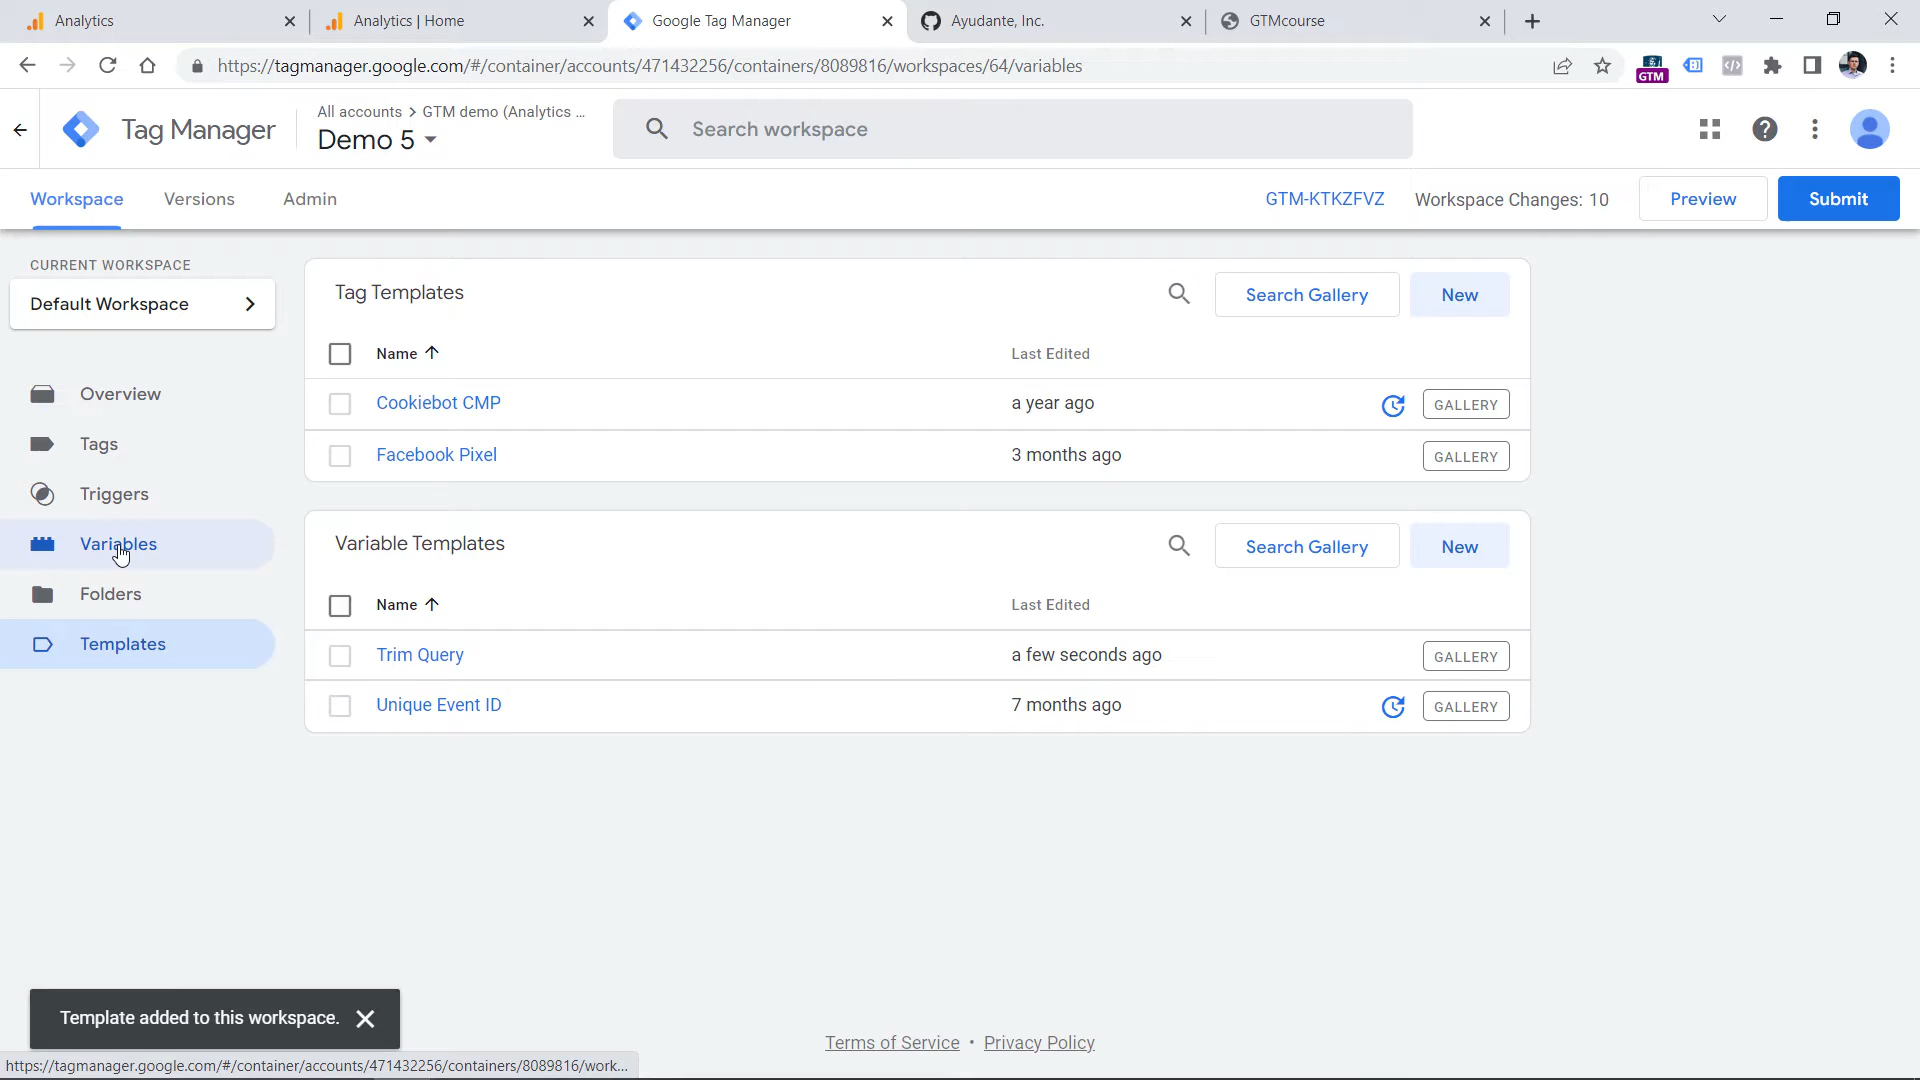 Analytics
Analytics | Home
Google Tag Manager
Ayudante, Inc.
GTMcourse
https://tagmanager.google.com/#/container/accounts/471432256/containers/8089816/workspaces/64/variables
GTM
Tag Manager
All accounts > GTM demo (Analytics ...
Demo 5
Search workspace
Workspace
Versions
Admin
GTM-KTKZFVZ
Workspace Changes: 10
Preview
Submit
CURRENT WORKSPACE
Default Workspace
Overview
Tags
Triggers
Variables
Folders
Templates
Tag Templates
Search Gallery
New
Name
Last Edited
Cookiebot CMP
a year ago
GALLERY
Facebook Pixel
3 months ago
GALLERY
Variable Templates
Search Gallery
New
Name
Last Edited
Trim Query
a few seconds ago
GALLERY
Unique Event ID
7 months ago
GALLERY
Template added to this workspace.
Terms of Service • Privacy Policy
https://tagmanager.google.com/#/container/accounts/471432256/containers/8089816/work...